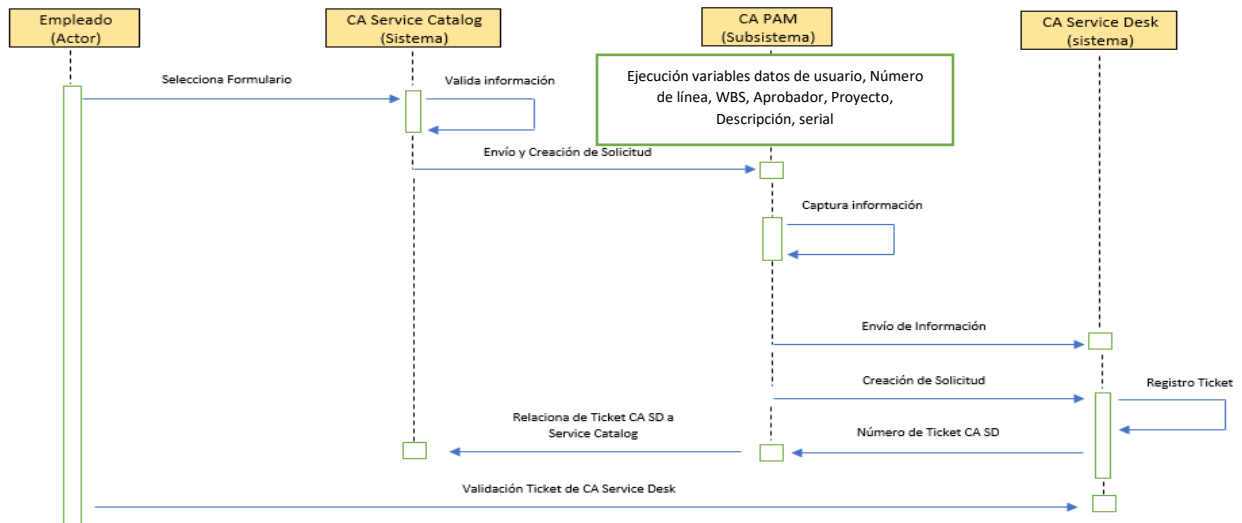 Empleado
(Actor)
CA Service Catalog
(Sistema)
CA PAM
(Subsistema)
CA Service Desk
(sistema)
Selecciona Formulario
Valida información
Ejecución variables datos de usuario, Número
de línea, WBS, Aprobador, Proyecto,
Descripción, serial
Envío y Creación de Solicitud
Captura información
Envío de Información
Creación de Solicitud
Registro Ticket
Relaciona de Ticket CA SD a
Service Catalog
Número de Ticket CA SD
Validación Ticket de CA Service Desk